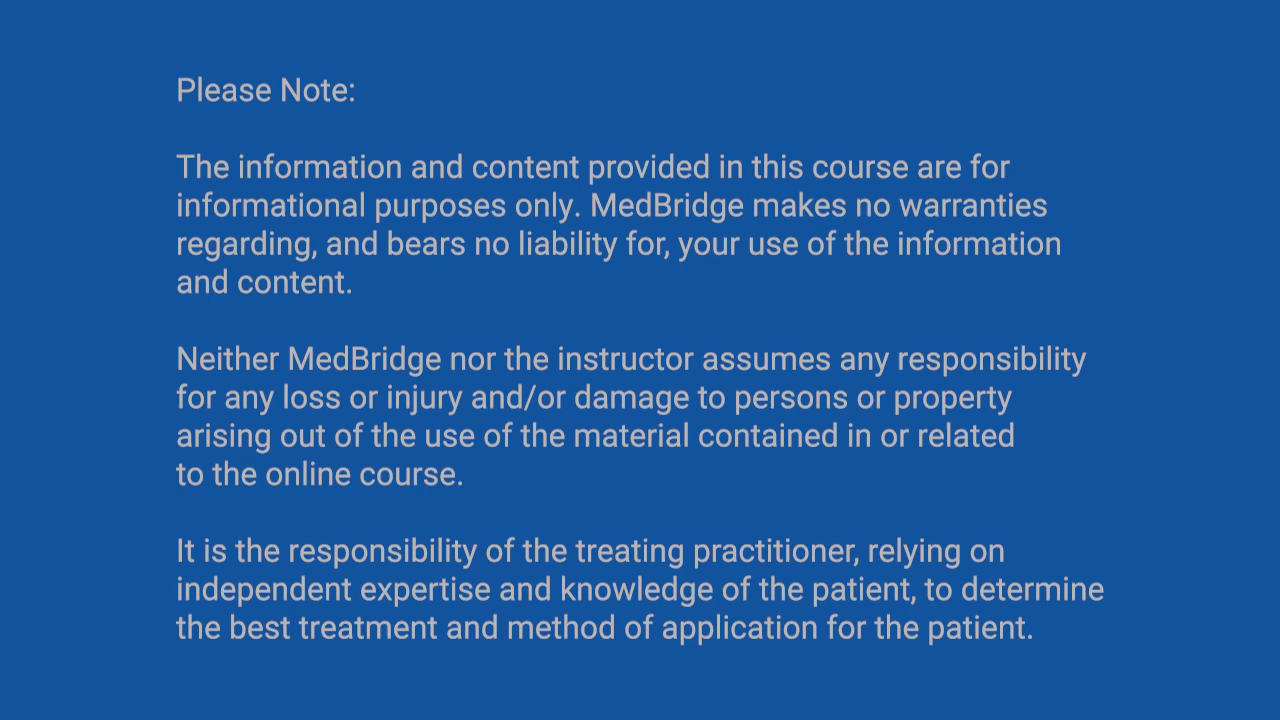 Please Note:
The information and content provided in this course are for
informational purposes only. MedBridge makes no warranties
regarding, and bears no liability for, your use of the information
and content.
Neither MedBridge nor the instructor assumes any responsibility
for any loss or injury and/or damage to persons or property
arising out of the use of the material contained in or related
to the online course.
It is the responsibility of the treating practitioner, relying on
independent expertise and knowledge of the patient, to determine
the best treatment and method of application for the patient.